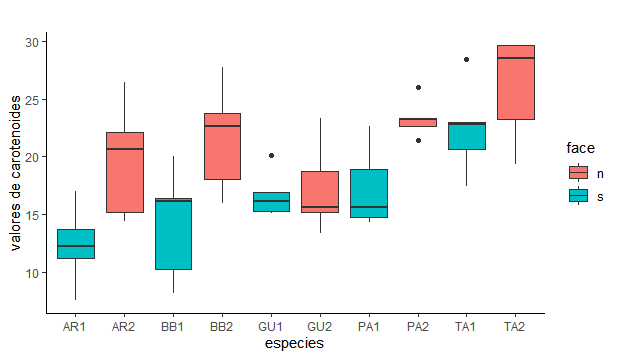 valores de carotenoides
30
25
20
15
10
AR1 AR2 BB1 BB2 GU1 GU2 PA1 PA2 TA1 TA2
especies
face
n
s